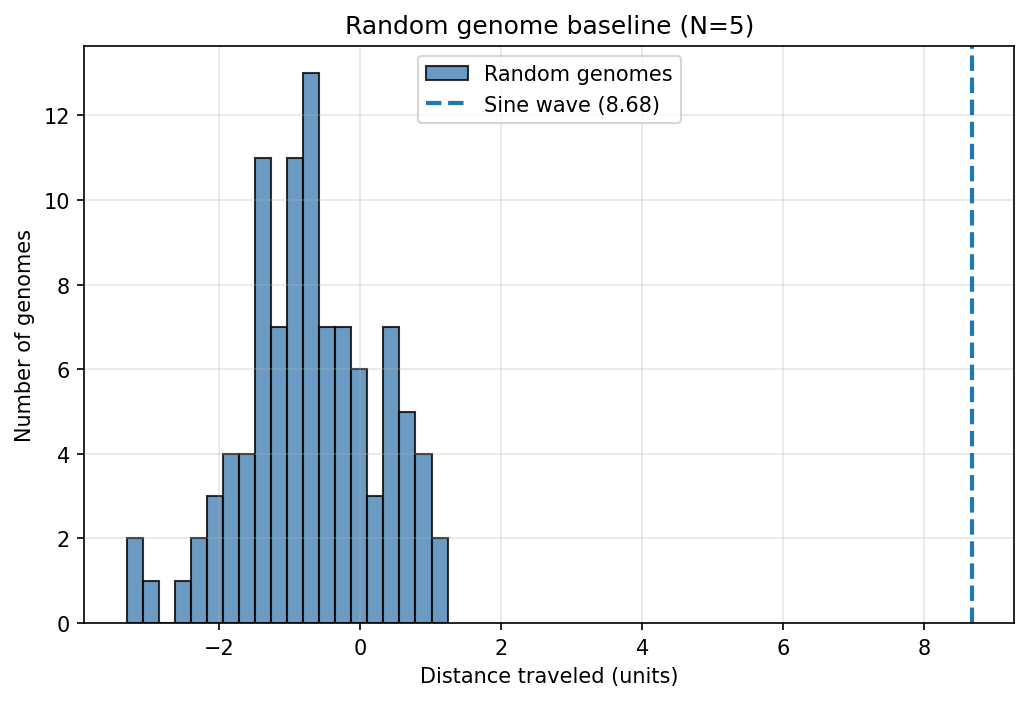 Random genome baseline (N=5)
Random genomes
Sine wave (8.68)
Number of genomes
12
10
8
6
4
2
0
−2
0
2
4
6
8
Distance traveled (units)